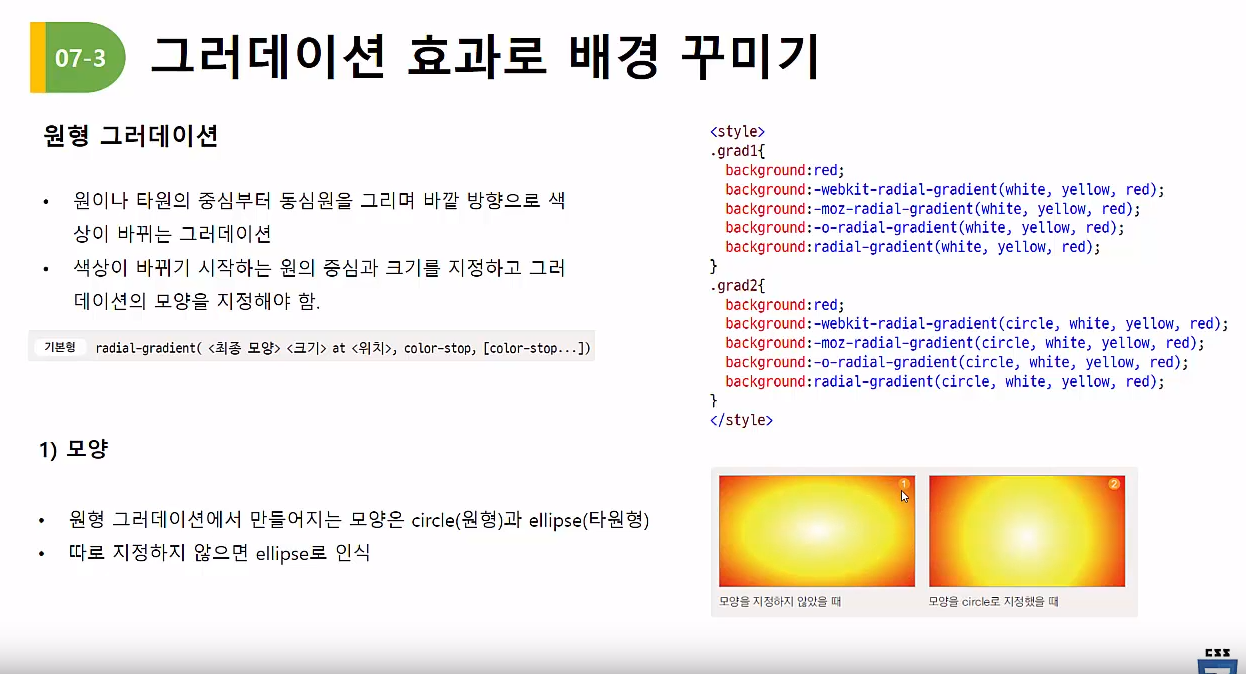 07-3
그러데이션 효과로 배경 꾸미기
원형 그러데이션
• 원이나 타원의 중심부터 동심원을 그리며 바깥 방향으로 색
상이 바뀌는 그러데이션
• 색상이 바뀌기 시작하는 원의 중심과 크기를 지정하고 그러
데이션의 모양을 지정해야 함.
기본형 radial-gradient( <최종 모양> <크기> at <위치>, color-stop, [color-stop...])
1) 모양
• 원형 그러데이션에서 만들어지는 모양은 circle(원형)과 ellipse(타원형)
• 따로 지정하지 않으면 ellipse로 인식
<style>
.grad1{
background:red;
background:-webkit-radial-gradient(white, yellow, red);
background:-moz-radial-gradient(white, yellow, red);
background:-o-radial-gradient(white, yellow, red);
background:radial-gradient(white, yellow, red);
}
.grad2{
background:red;
background:-webkit-radial-gradient(circle, white, yellow, red);
background:-moz-radial-gradient(circle, white, yellow, red);
background:-o-radial-gradient(circle, white, yellow, red);
background:radial-gradient(circle, white, yellow, red);
}
</style>
1
2
모양을 지정하지 않았을 때
모양을 circle로 지정했을 때
CSS